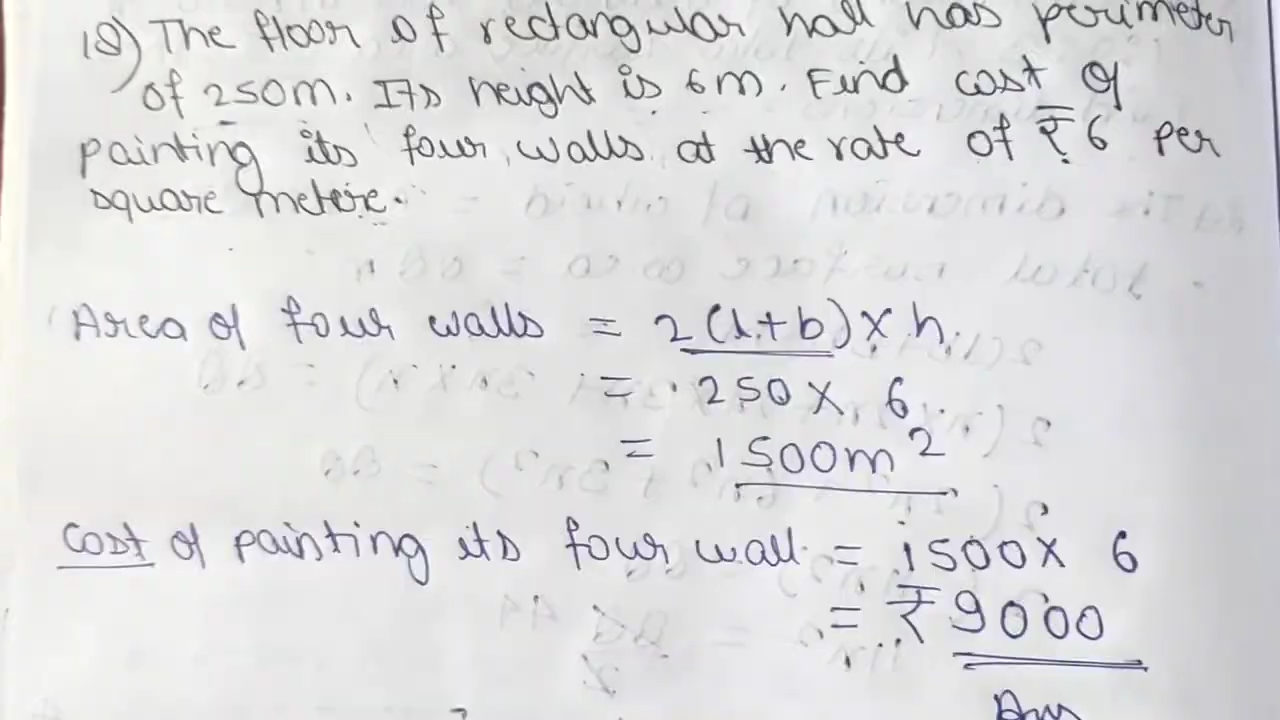 18) The floor of rectangular hall has perimeter
of 250m. Its height is 6m. Find cost of
painting its four walls at the rate of ₹6 per
square metere.
Area of four walls = 2(l+b)×h
= 250× 6
= 1500m²
Cost of painting its four wall = 1500× 6
= ₹9000
Ans